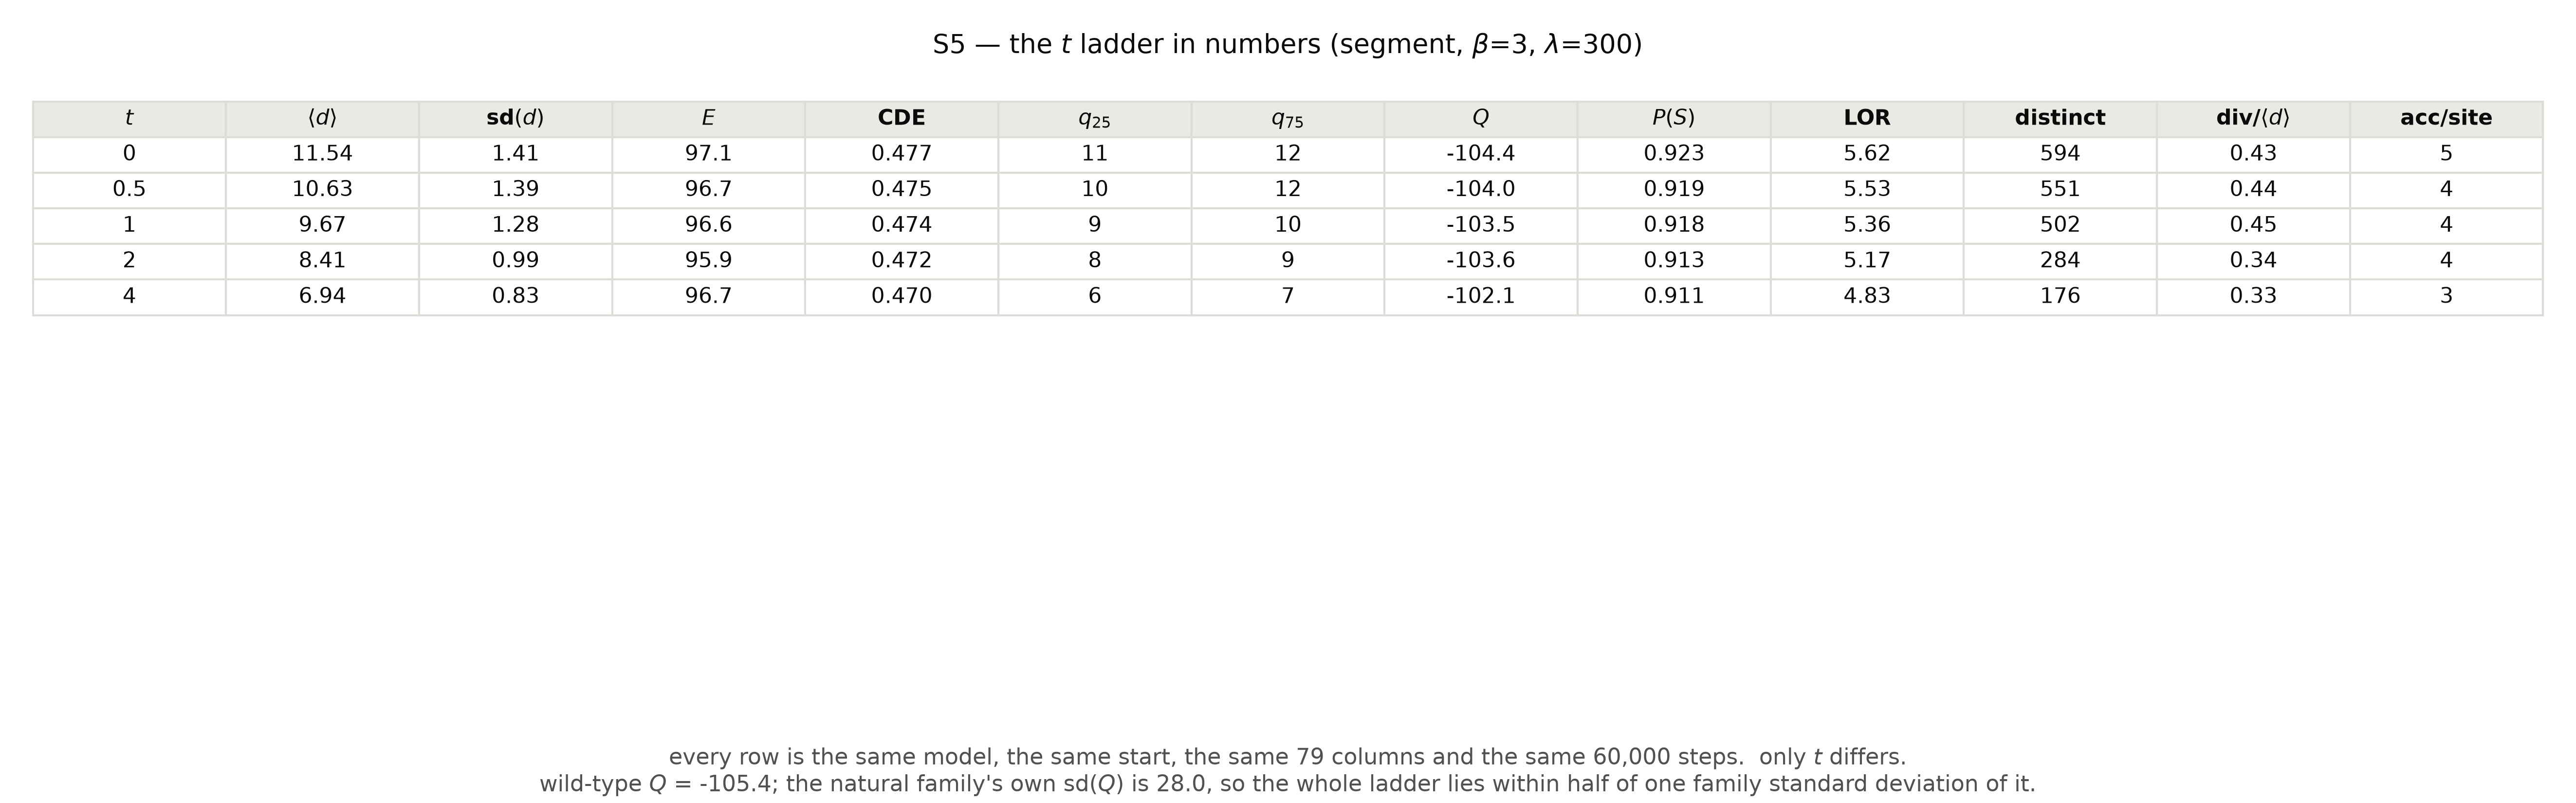 S5 — the t ladder in numbers (segment, β=3, λ=300)
t ⟨d⟩ sd(d) E CDE q25 q75 Q P(S) LOR distinct div/⟨d⟩ acc/site
0 11.54 1.41 97.1 0.477 11 12 -104.4 0.923 5.62 594 0.43 5
0.5 10.63 1.39 96.7 0.475 10 12 -104.0 0.919 5.53 551 0.44 4
1 9.67 1.28 96.6 0.474 9 10 -103.5 0.918 5.36 502 0.45 4
2 8.41 0.99 95.9 0.472 8 9 -103.6 0.913 5.17 284 0.34 4
4 6.94 0.83 96.7 0.470 6 7 -102.1 0.911 4.83 176 0.33 3
every row is the same model, the same start, the same 79 columns and the same 60,000 steps.  only t differs.
wild-type Q = -105.4; the natural family's own sd(Q) is 28.0, so the whole ladder lies within half of one family standard deviation of it.